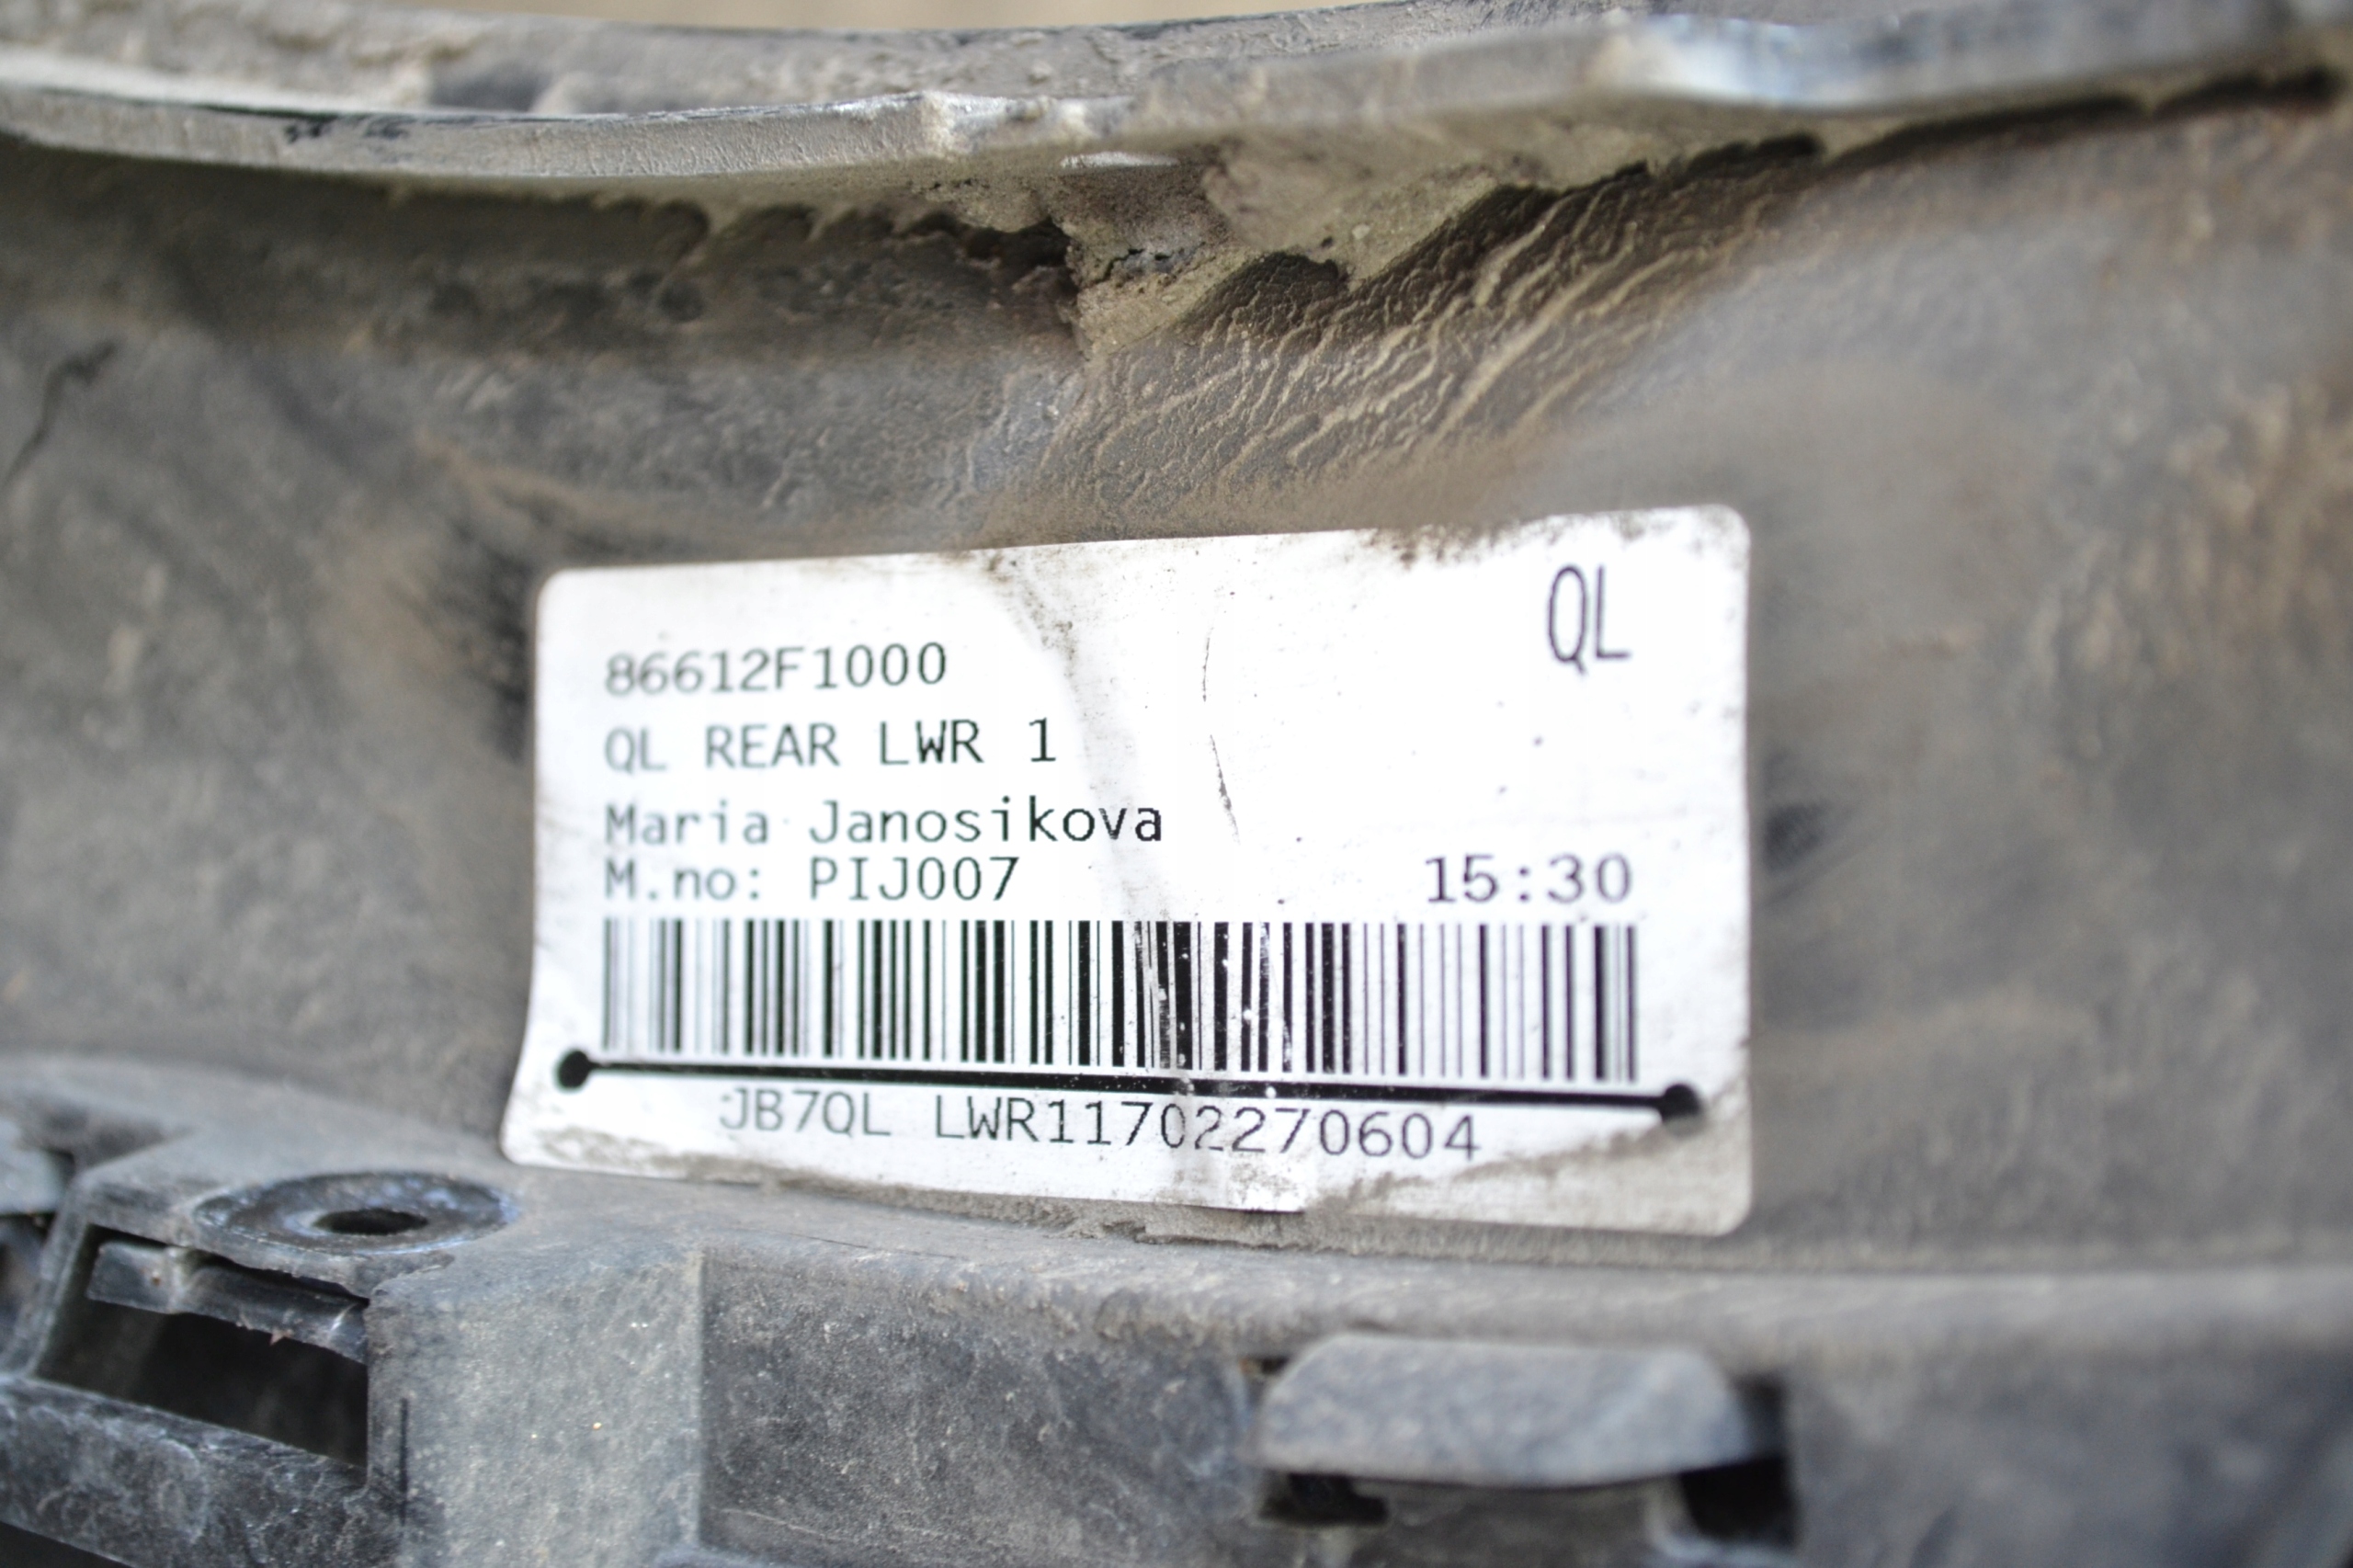 QL
86612F1000
QL REAR LWR 1
Maria Janosikova
M.no: PIJ007 15:30
JB7QL LWR11702270604